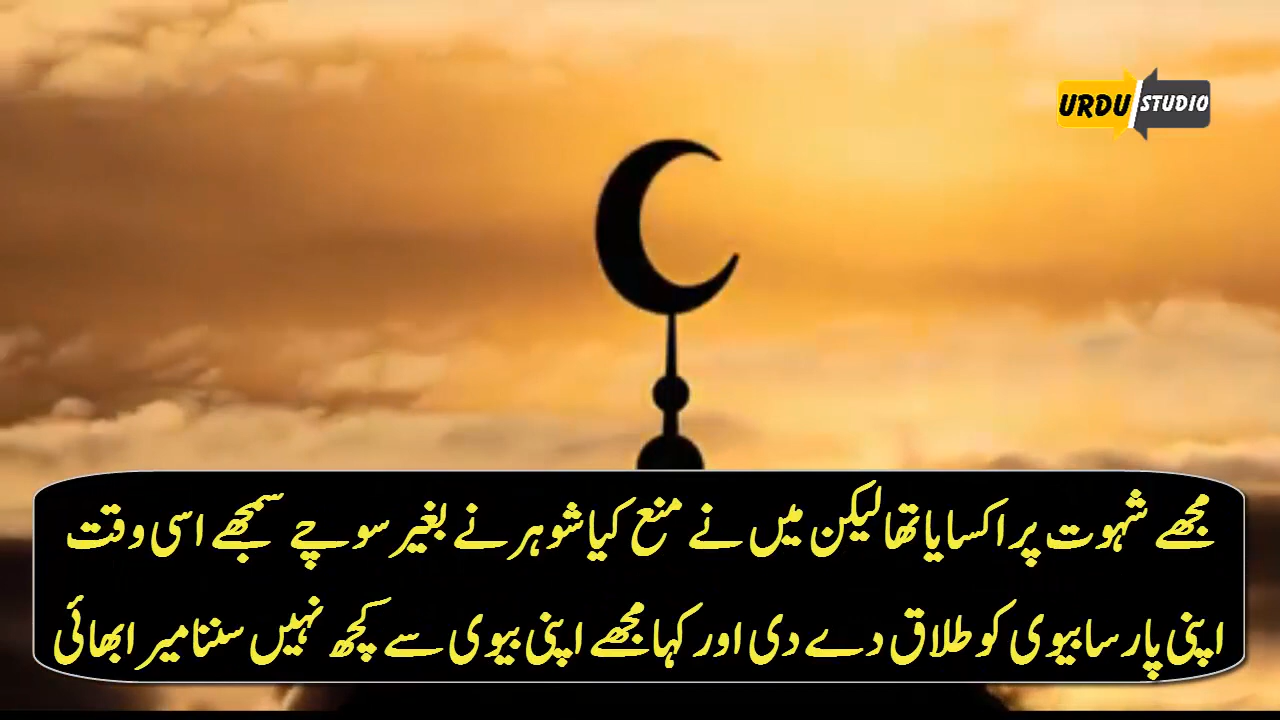 URDU STUDIO
مجھے شہوت پر اکسایا تھا لیکن میں نے منع کیا شوہر نے بغیر سوچے سمجھے اسی وقت
اپنی پارسا بیوی کو طلاق دے دی اور کہا مجھے اپنی بیوی سے کچھ نہیں سننا میرا بھائی